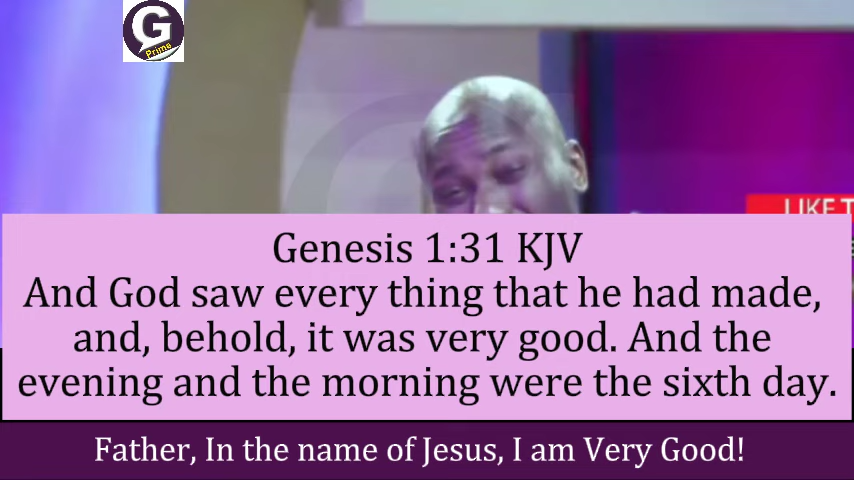 G
Prime
LIKE T
Genesis 1:31 KJV
And God saw every thing that he had made,
and, behold, it was very good. And the
evening and the morning were the sixth day.
Father, In the name of Jesus, I am Very Good!